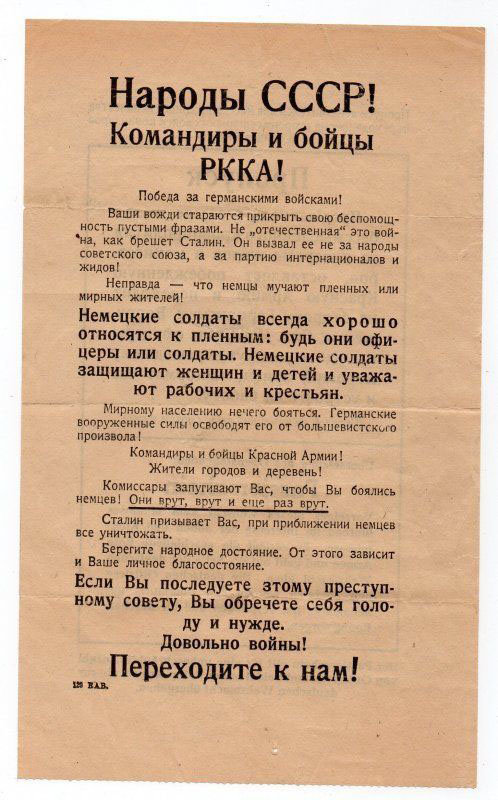 Народы СССР!
Командиры и бойцы
РККА!
Победа за германскими войсками!
Ваши вожди стараются прикрыть свою беспомощ-
ность пустыми фразами. Не „отечественная“ это вой-
на, как брешет Сталин. Он вызвал ее не за народы
советского союза, а за партию интернационалов и
жидов!
Неправда — что немцы мучают пленных или
мирных жителей!
Немецкие солдаты всегда хорошо
относятся к пленным: будь они офи-
церы или солдаты. Немецкие солдаты
защищают женщин и детей и уважа-
ют рабочих и крестьян.
Мирному населению нечего бояться. Германские
вооруженные силы освободят его от большевистского
произвола!
Командиры и бойцы Красной Армии!
Жители городов и деревень!
Комиссары запугивают Вас, чтобы Вы боялись
немцев! Они врут, врут и еще раз врут.
Сталин призывает Вас, при приближении немцев
все уничтожать.
Берегите народное достояние. От этого зависит
и Ваше личное благосостояние.
Если Вы последуете зтому преступ-
ному совету, Вы обречете себя голо-
ду и нужде.
Довольно войны!
Переходите к нам!
125 RAB.